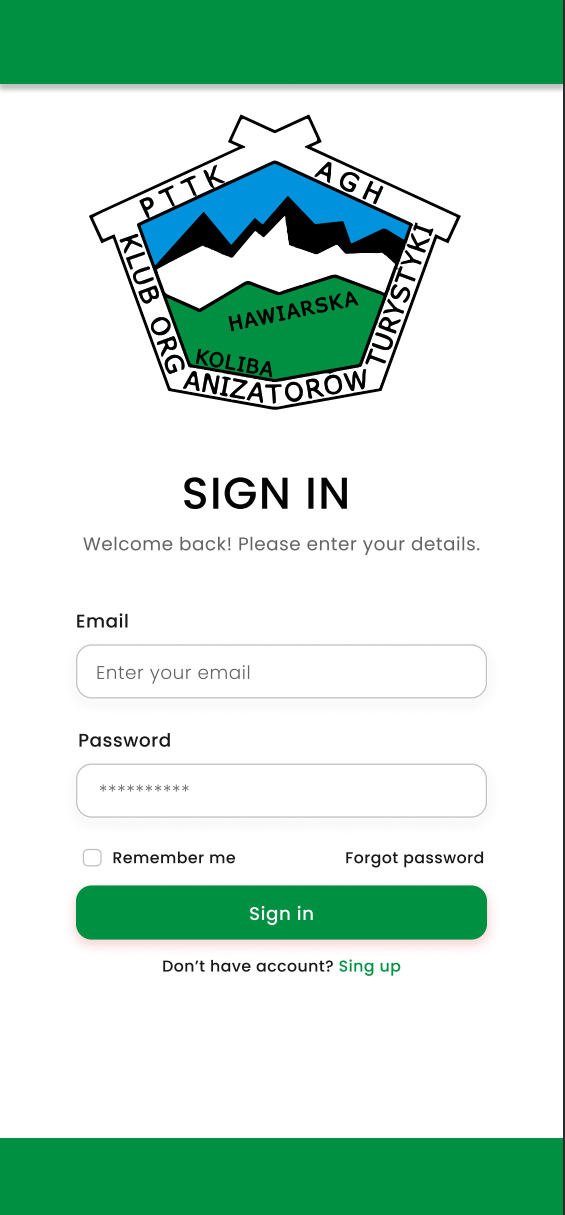 PTTK AGH
KLUB ORGANIZATORÓW TURYSTYKI
HAWIARSKA
KOLIBA
SIGN IN
Welcome back! Please enter your details.
Email
Enter your email
Password
**********
Remember me Forgot password
Sign in
Don’t have account? Sing up